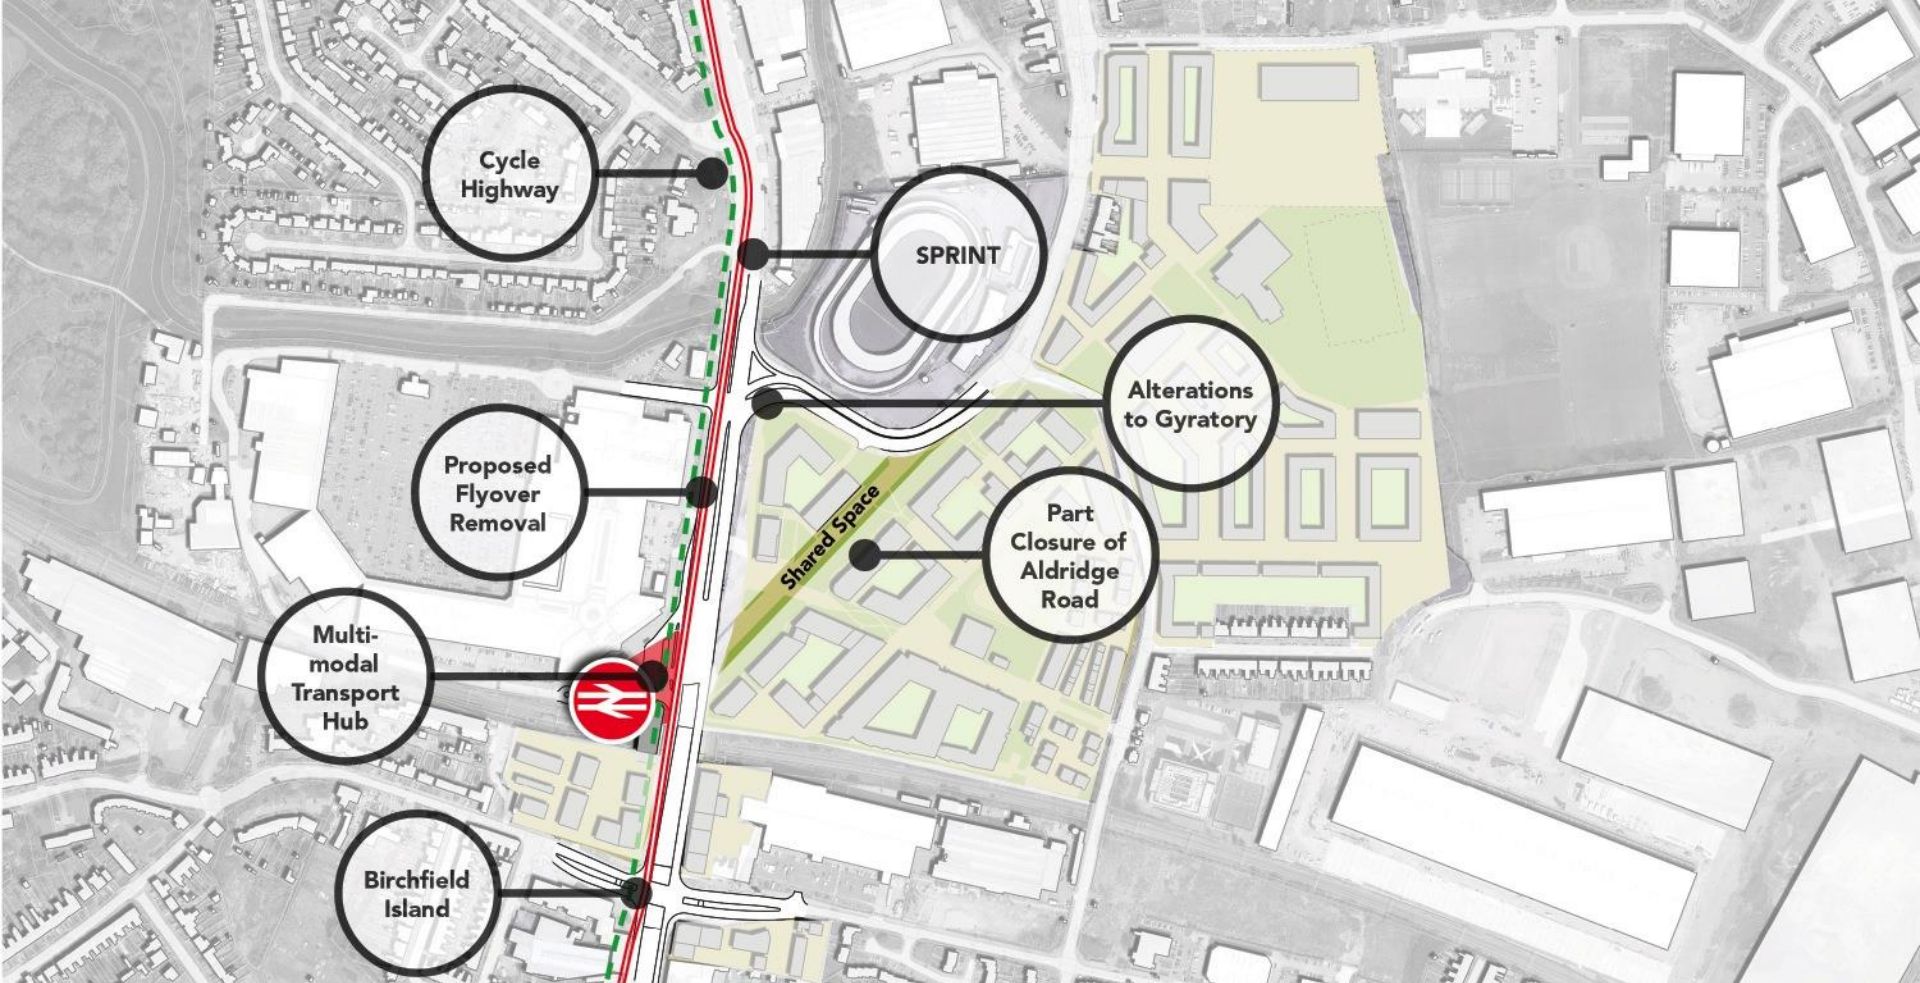 Cycle
Highway
SPRINT
Alterations
to Gyratory
Proposed
Flyover
Removal
Shared Space
Part
Closure of
Aldridge
Road
Multi-
modal
Transport
Hub
Birchfield
Island